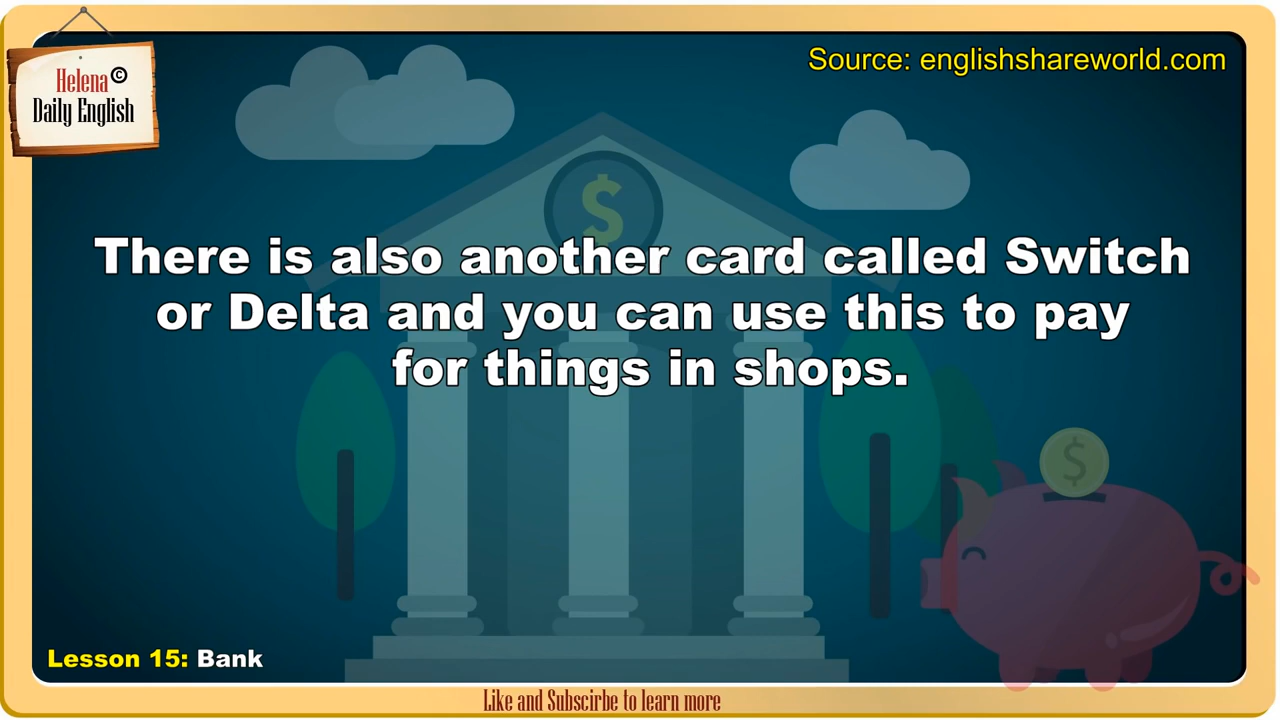 Helena ©
Daily English
Source: englishshareworld.com
There is also another card called Switch
or Delta and you can use this to pay
for things in shops.
Lesson 15: Bank
Like and Subscirbe to learn more